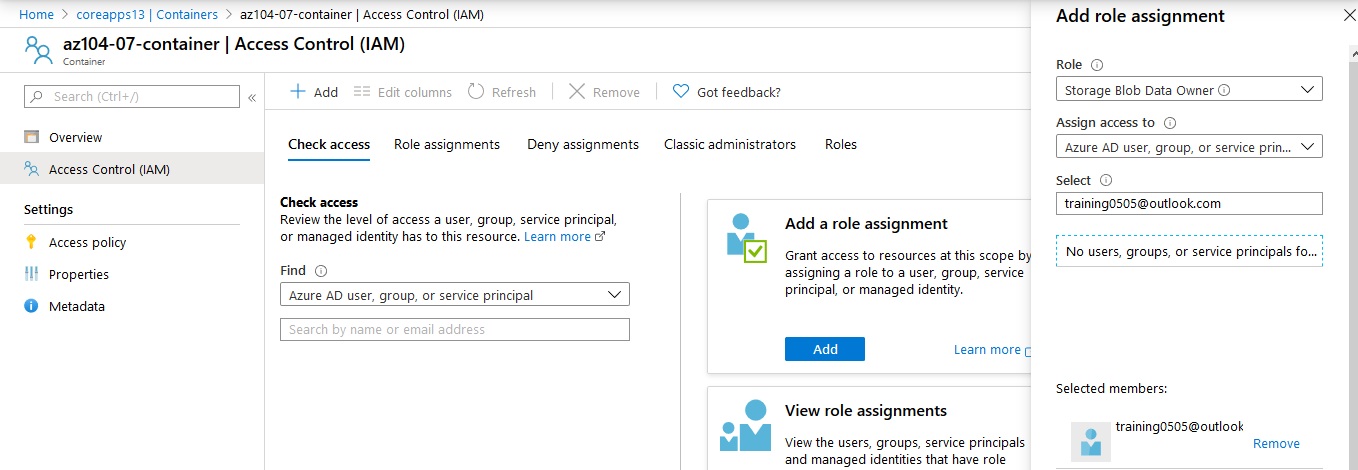 Home > coreapps13 | Containers > az104-07-container | Access Control (IAM)
az104-07-container | Access Control (IAM)
Container
Search (Ctrl+/)
«
Overview
Access Control (IAM)
Settings
Access policy
Properties
Metadata
Add Edit columns Refresh Remove Got feedback?
Check access Role assignments Deny assignments Classic administrators Roles
Check access
Review the level of access a user, group, service principal,
or managed identity has to this resource. Learn more
Find
Azure AD user, group, or service principal
Search by name or email address
Add a role assignment
Grant access to resources at this scope by
assigning a role to a user, group, service
principal, or managed identity.
Add Learn more
View role assignments
View the users, groups, service principals
and managed identities that have role
Add role assignment
Role
Storage Blob Data Owner
Assign access to
Azure AD user, group, or service prin...
Select
training0505@outlook.com
No users, groups, or service principals fo...
Selected members:
training0505@outlook
Remove